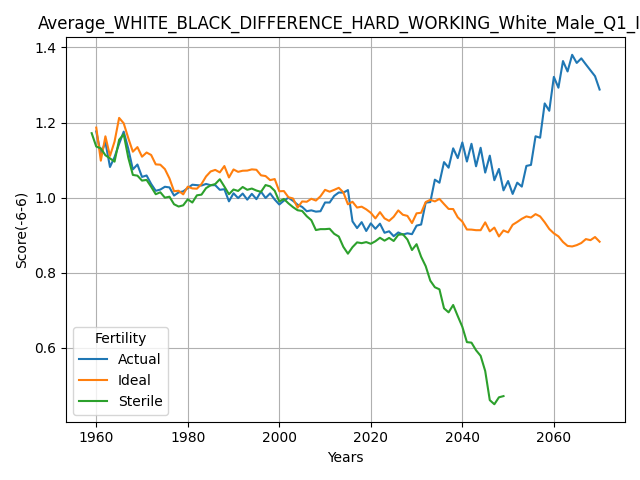 Average_WHITE_BLACK_DIFFERENCE_HARD_WORKING_White_Male_Q1_I
1.4
1.2
1.0
0.8
0.6
Score(-6-6)
Fertility
Actual
Ideal
Sterile
1960 1980 2000 2020 2040 2060
Years